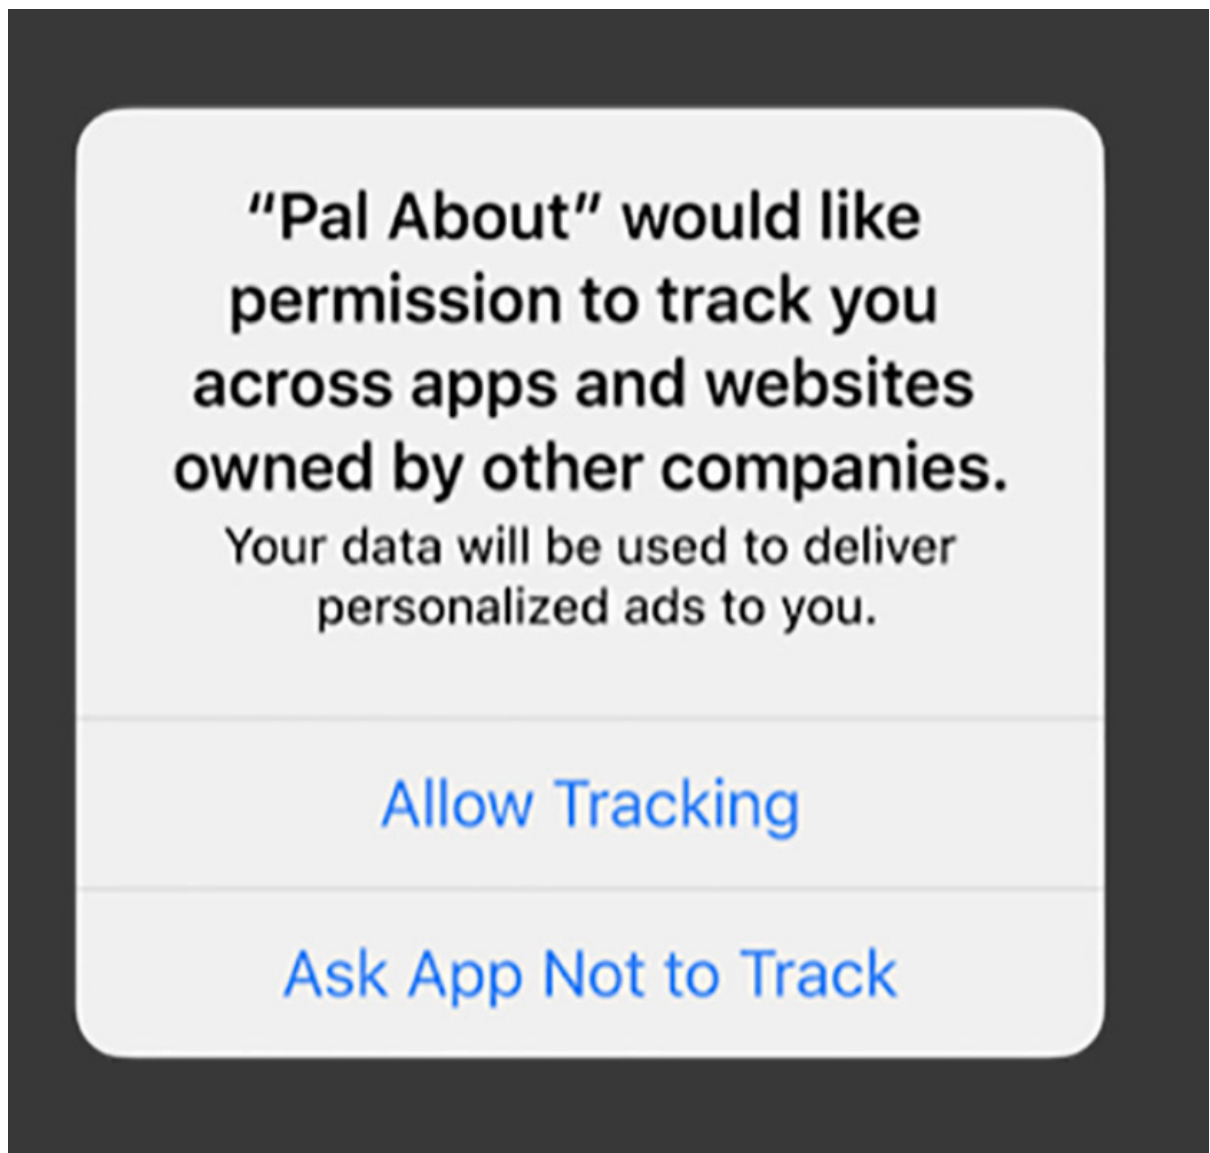 “Pal About” would like
permission to track you
across apps and websites
owned by other companies.
Your data will be used to deliver
personalized ads to you.
Allow Tracking
Ask App Not to Track